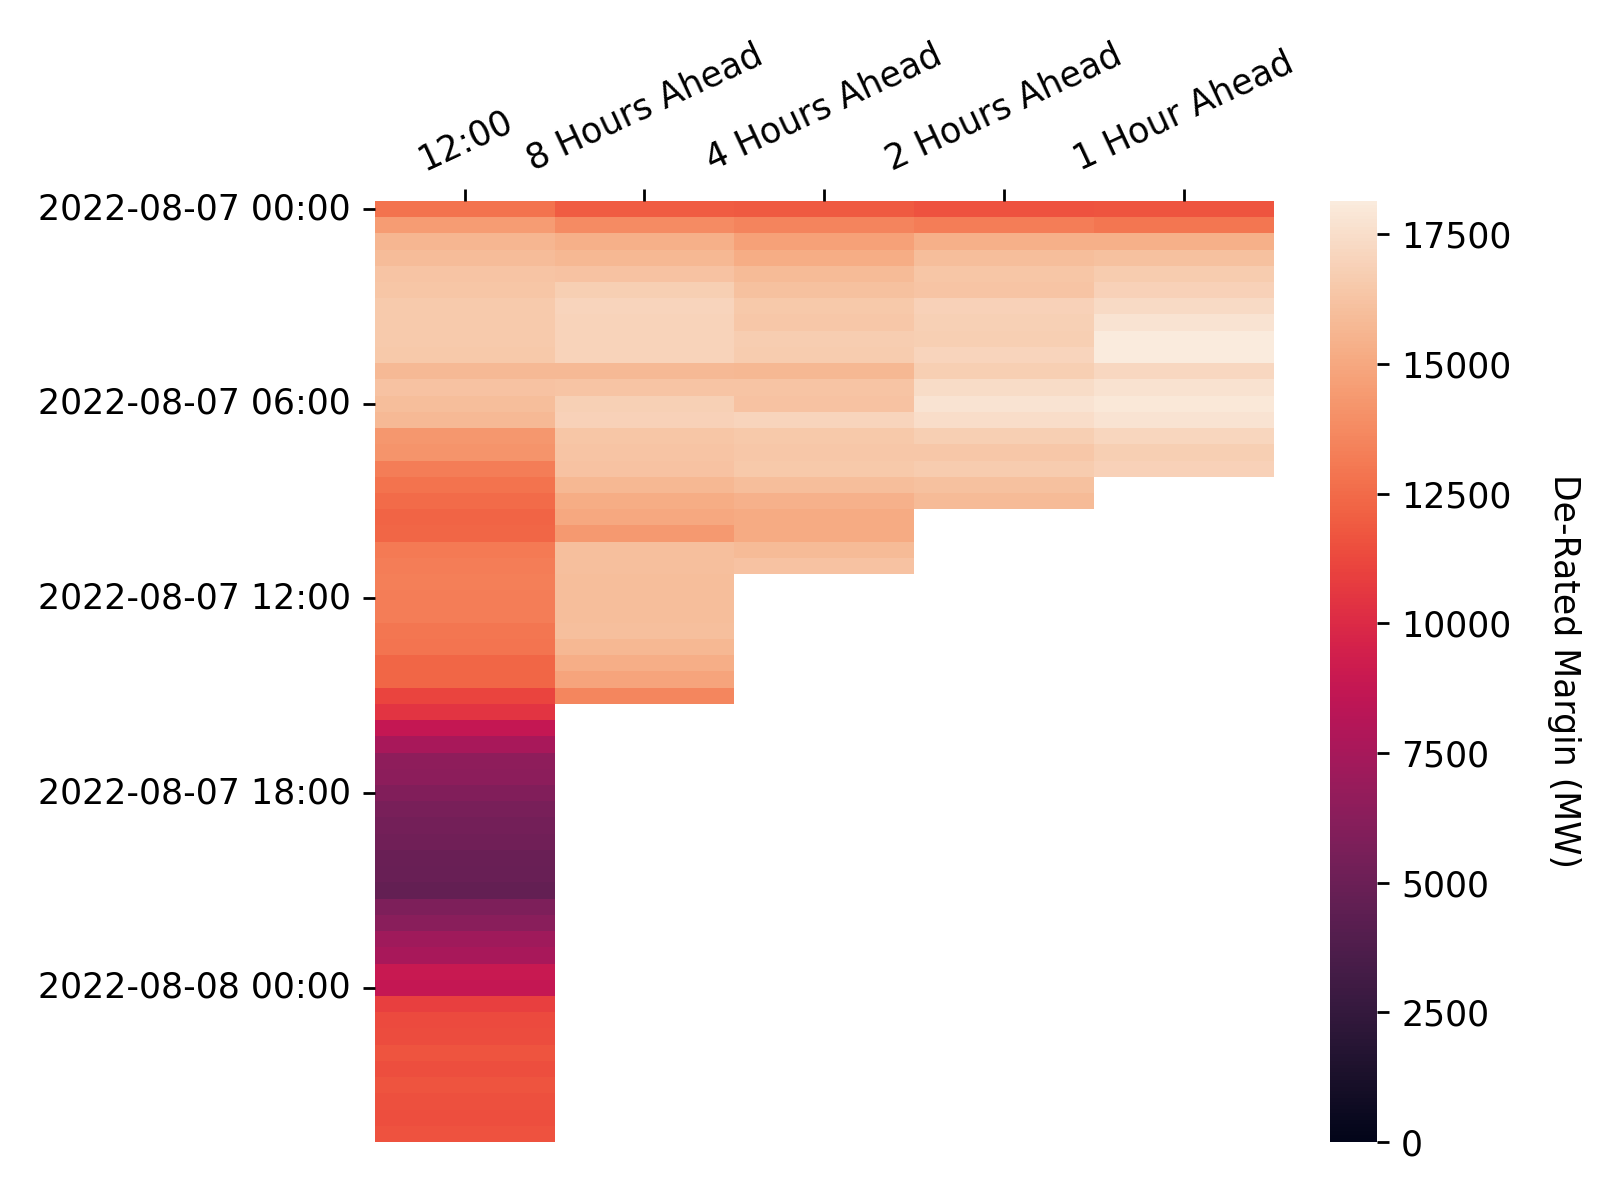 12:00
8 Hours Ahead
4 Hours Ahead
2 Hours Ahead
1 Hour Ahead
2022-08-07 00:00
2022-08-07 06:00
2022-08-07 12:00
2022-08-07 18:00
2022-08-08 00:00
17500
15000
12500
10000
7500
5000
2500
0
De-Rated Margin (MW)